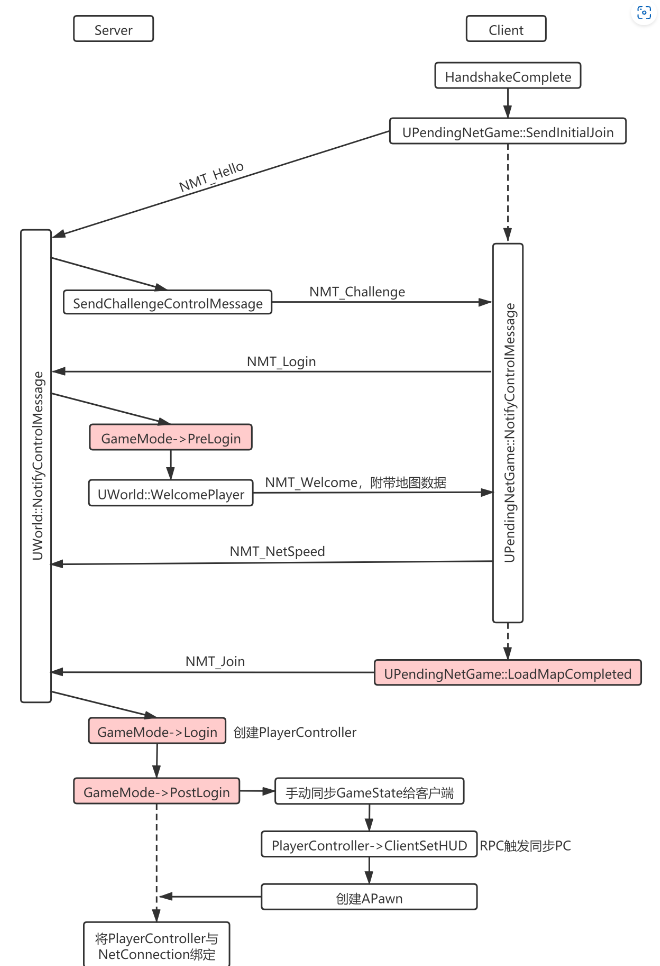 Server
Client
HandshakeComplete
UPendingNetGame::SendInitialJoin
NMT_Hello
SendChallengeControlMessage
NMT_Challenge
UWorld::NotifyControlMessage
UPendingNetGame::NotifyControlMessage
NMT_Login
GameMode->PreLogin
UWorld::WelcomePlayer
NMT_Welcome，附带地图数据
NMT_NetSpeed
NMT_Join
UPendingNetGame::LoadMapCompleted
GameMode->Login
创建PlayerController
GameMode->PostLogin
手动同步GameState给客户端
PlayerController->ClientSetHUD
RPC触发同步PC
创建APawn
将PlayerController与
NetConnection绑定